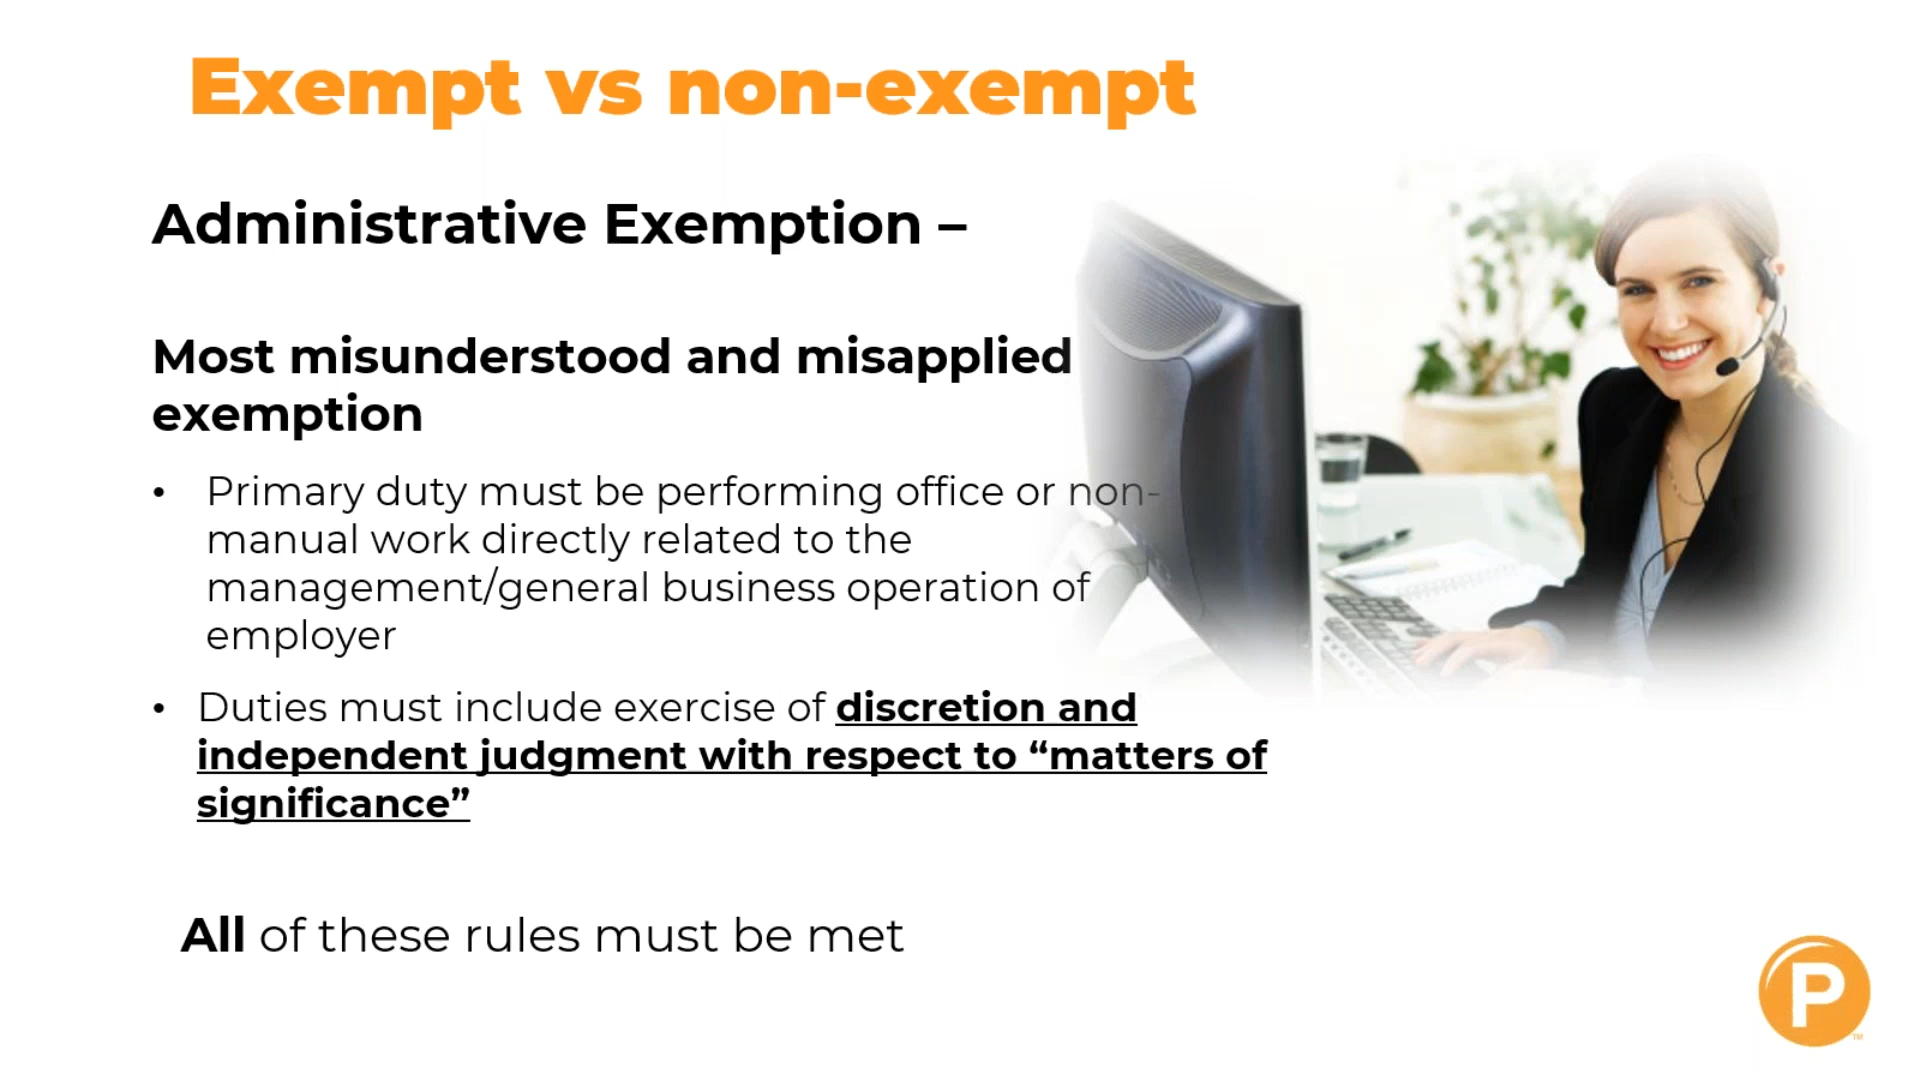 Exempt vs non-exempt
Administrative Exemption –
Most misunderstood and misapplied
exemption
• Primary duty must be performing office or non-
manual work directly related to the
management/general business operation of
employer
• Duties must include exercise of discretion and
independent judgment with respect to “matters of
significance”
All of these rules must be met
P
TM